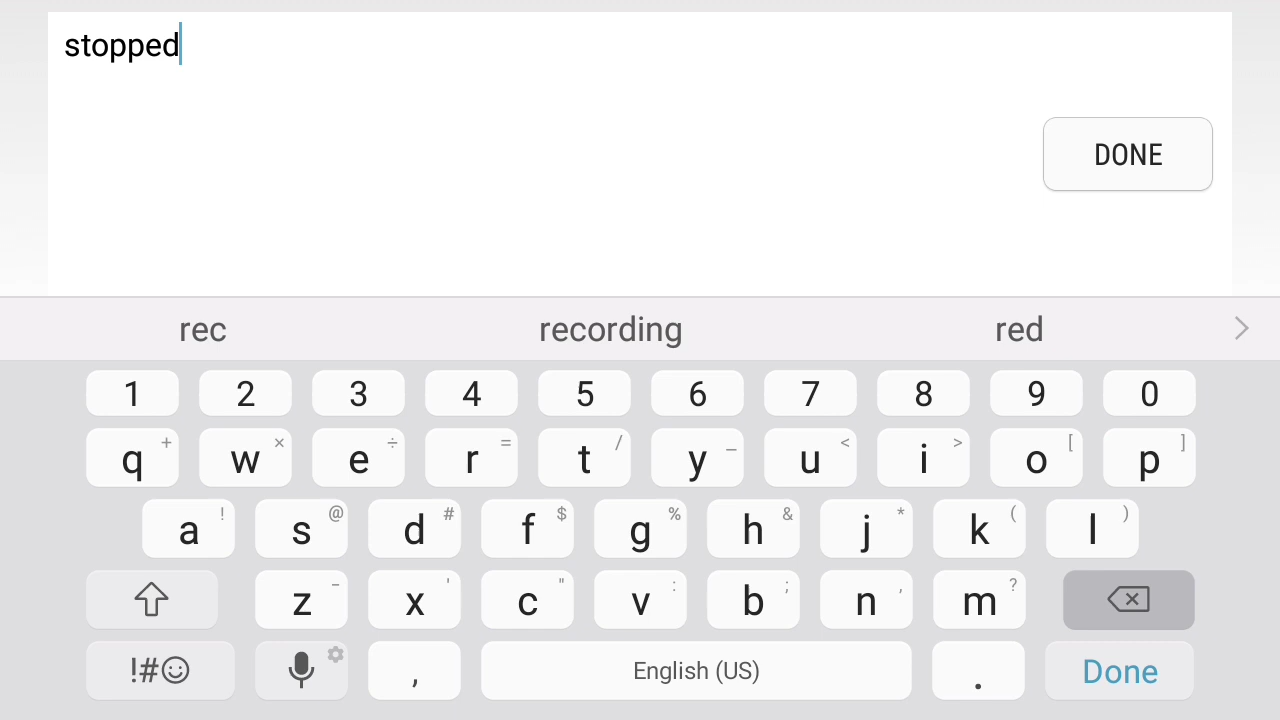 stopped
DONE
rec recording red
1 2 3 4 5 6 7 8 9 0
q + w × e ÷ r = t / y _ u < i > o [ p ]
a ! s @ d # f $ g % h & j * k ( l )
z - x ' c " v : b ; n , m ?
!#☺ , English (US) . Done